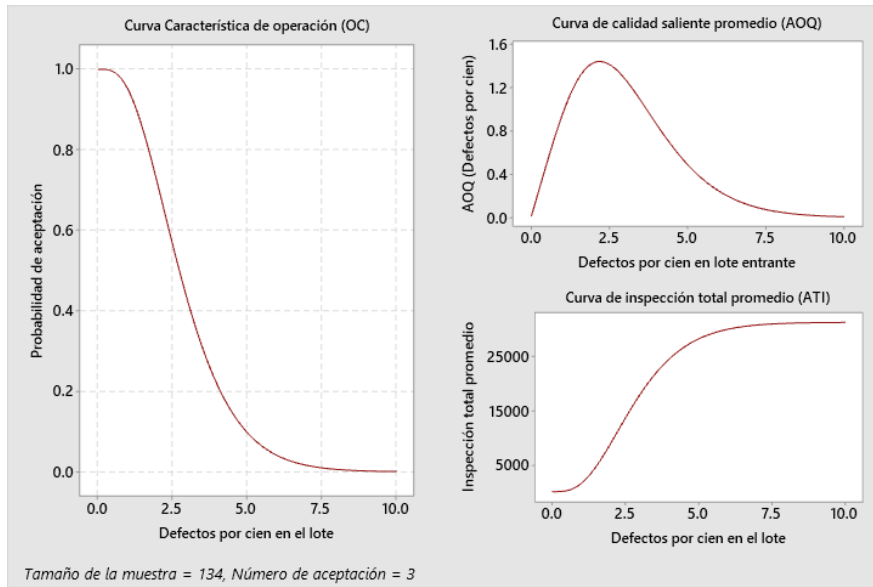 Curva Característica de operación (OC)
1.0
0.8
0.6
0.4
0.2
0.0
Probabilidad de aceptación
0.0 2.5 5.0 7.5 10.0
Defectos por cien en el lote
Curva de calidad saliente promedio (AOQ)
1.6
1.2
0.8
0.4
0.0
AOQ (Defectos por cien)
0.0 2.5 5.0 7.5 10.0
Defectos por cien en lote entrante
Curva de inspección total promedio (ATI)
25000
15000
5000
Inspección total promedio
0.0 2.5 5.0 7.5 10.0
Defectos por cien en el lote
Tamaño de la muestra = 134, Número de aceptación = 3